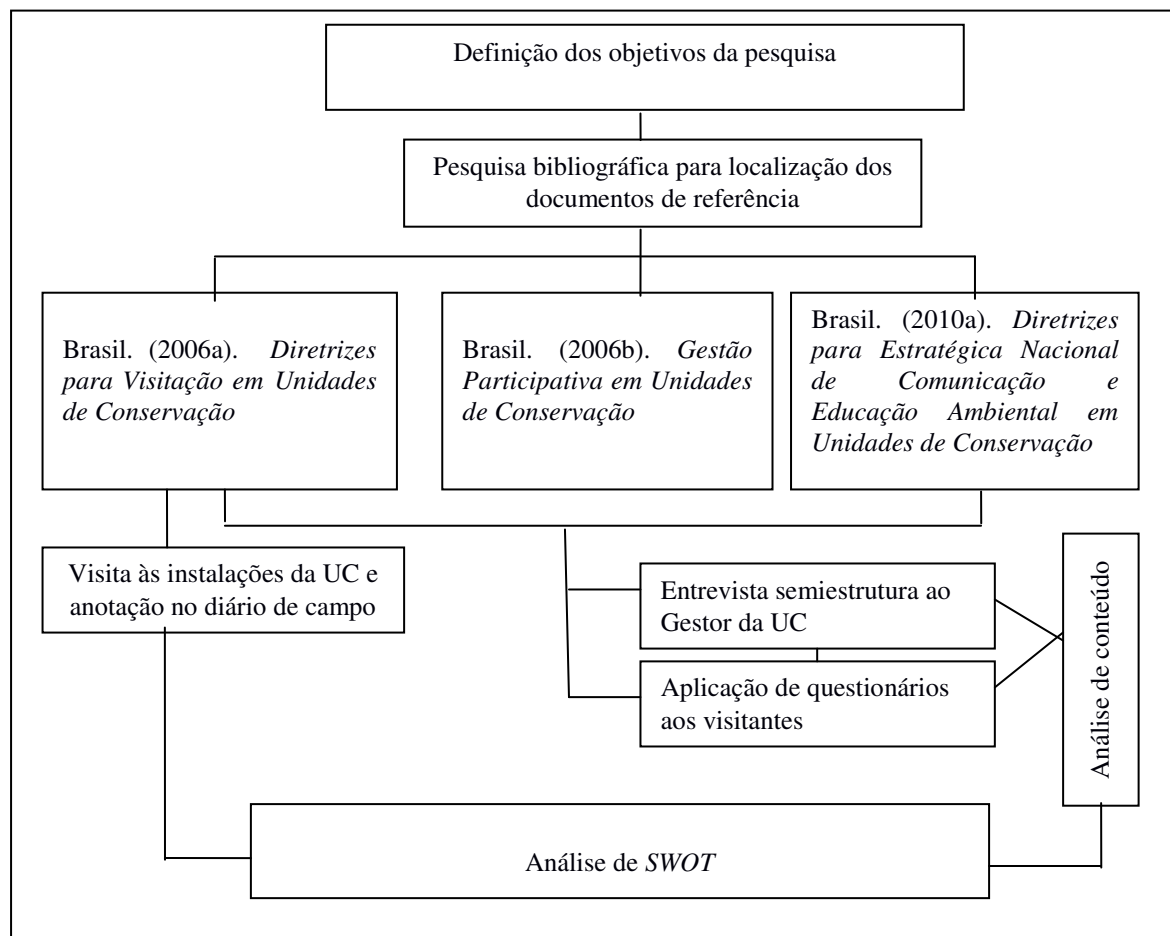 Definição dos objetivos da pesquisa
Pesquisa bibliográfica para localização dos
documentos de referência
Brasil. (2006a). Diretrizes
para Visitação em Unidades
de Conservação
Brasil. (2006b). Gestão
Participativa em Unidades
de Conservação
Brasil. (2010a). Diretrizes
para Estratégica Nacional
de Comunicação e
Educação Ambiental em
Unidades de Conservação
Visita às instalações da UC e
anotação no diário de campo
Entrevista semiestrutura ao
Gestor da UC
Aplicação de questionários
aos visitantes
Análise de conteúdo
Análise de SWOT